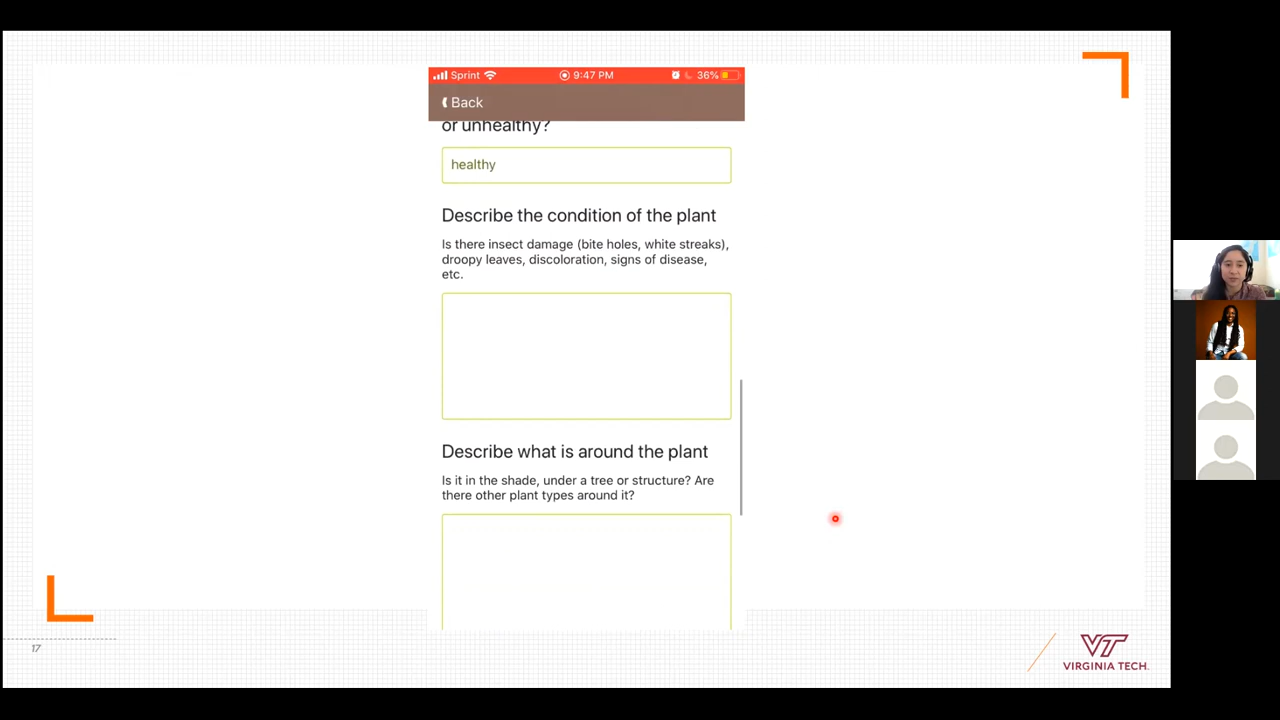 Sprint 9:47 PM 36%
Back
or unhealthy?
healthy
Describe the condition of the plant
Is there insect damage (bite holes, white streaks),
droopy leaves, discoloration, signs of disease,
etc.
Describe what is around the plant
Is it in the shade, under a tree or structure? Are
there other plant types around it?
17
VT
VIRGINIA TECH.